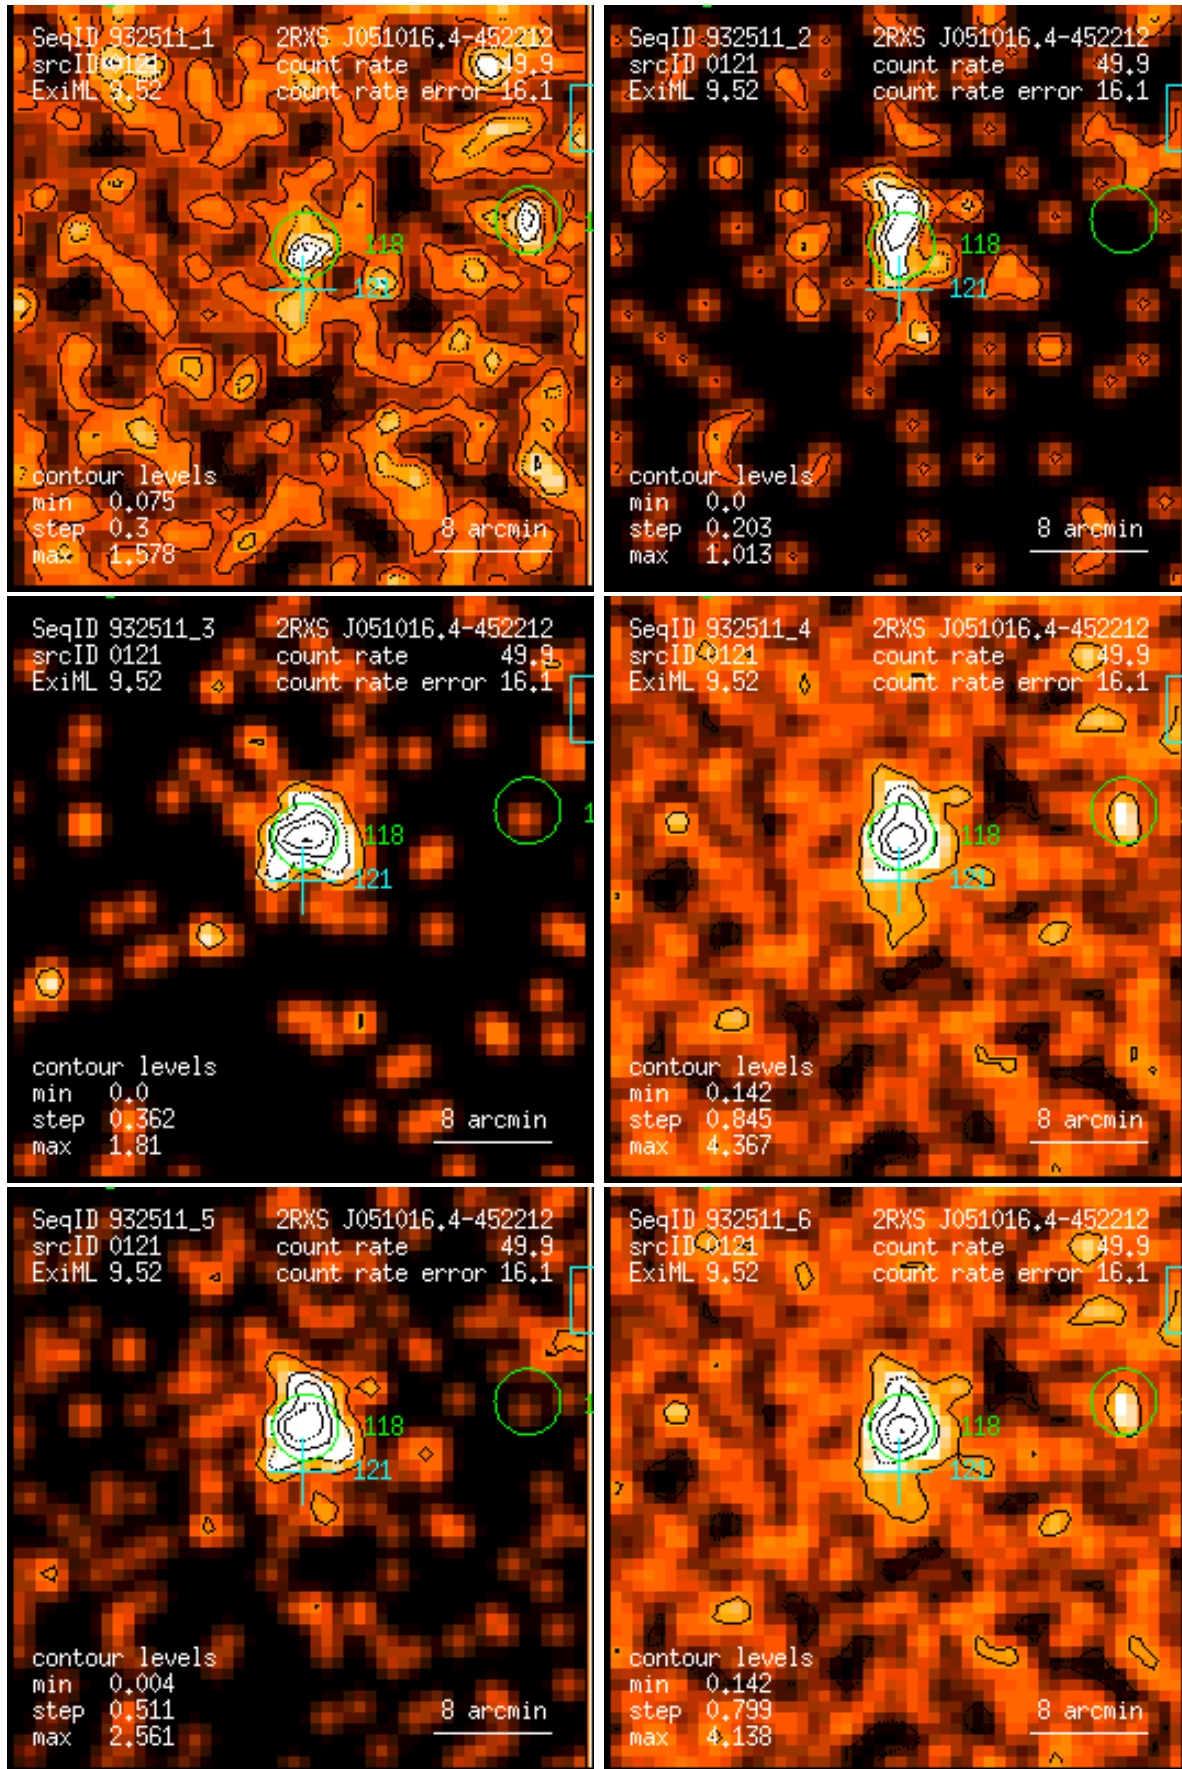 SeqID 932511_1 2RXS J051016.4-452212
srcID 0121 count rate 49.9
ExiML 9.52 count rate error 16.1
118
121
contour levels
min 0.075
step 0.3
max 1.578
8 arcmin
SeqID 932511_2 2RXS J051016.4-452212
srcID 0121 count rate 49.9
ExiML 9.52 count rate error 16.1
118
121
contour levels
min 0.0
step 0.203
max 1.013
8 arcmin
SeqID 932511_3 2RXS J051016.4-452212
srcID 0121 count rate 49.9
ExiML 9.52 count rate error 16.1
118
121
contour levels
min 0.0
step 0.362
max 1.81
8 arcmin
SeqID 932511_4 2RXS J051016.4-452212
srcID 0121 count rate 49.9
ExiML 9.52 count rate error 16.1
118
121
contour levels
min 0.142
step 0.845
max 4.367
8 arcmin
SeqID 932511_5 2RXS J051016.4-452212
srcID 0121 count rate 49.9
ExiML 9.52 count rate error 16.1
118
121
contour levels
min 0.004
step 0.511
max 2.561
8 arcmin
SeqID 932511_6 2RXS J051016.4-452212
srcID 0121 count rate 49.9
ExiML 9.52 count rate error 16.1
118
121
contour levels
min 0.142
step 0.799
max 4.138
8 arcmin